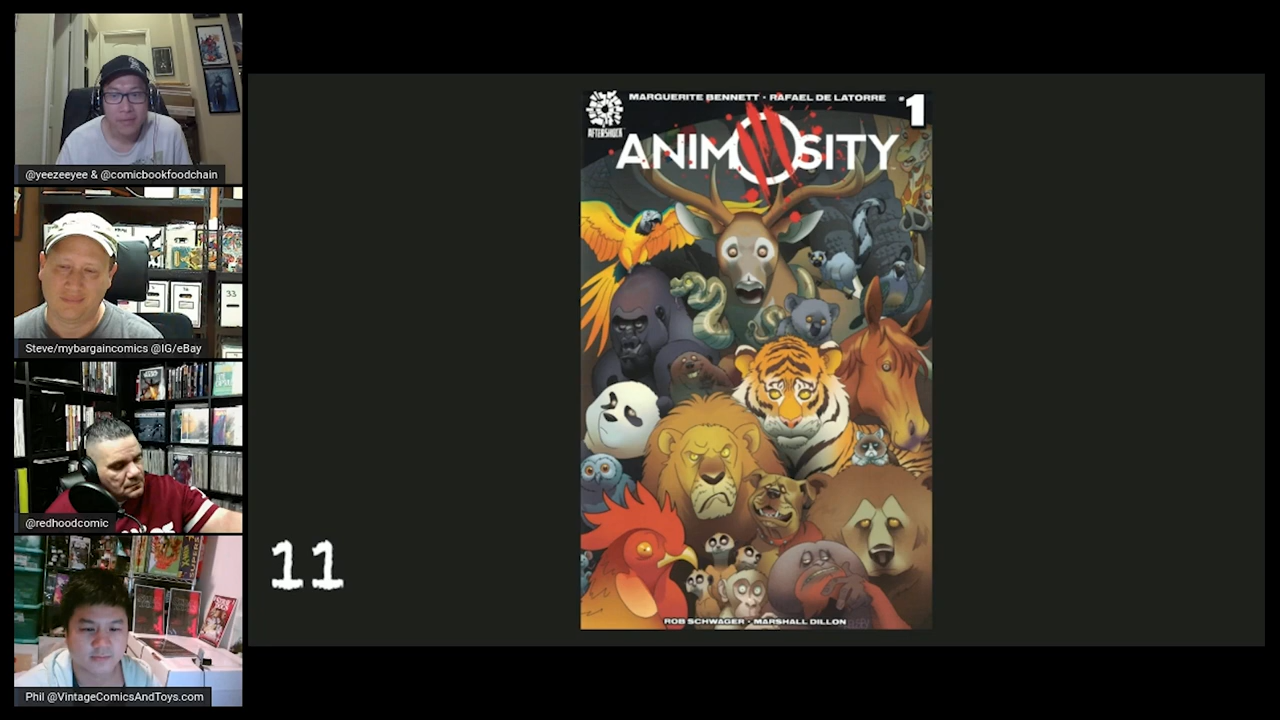 @yeezeeyee & @comicbookfoodchain
Steve/mybargaincomics @IG/eBay
33
@redhoodcomic
Phil @VintageComicsAndToys.com
11
MARGUERITE BENNETT • RAFAEL DE LATORRE
#1
AFTERSHOCK
ANIMOSITY
ROB SCHWAGER • MARSHALL DILLON